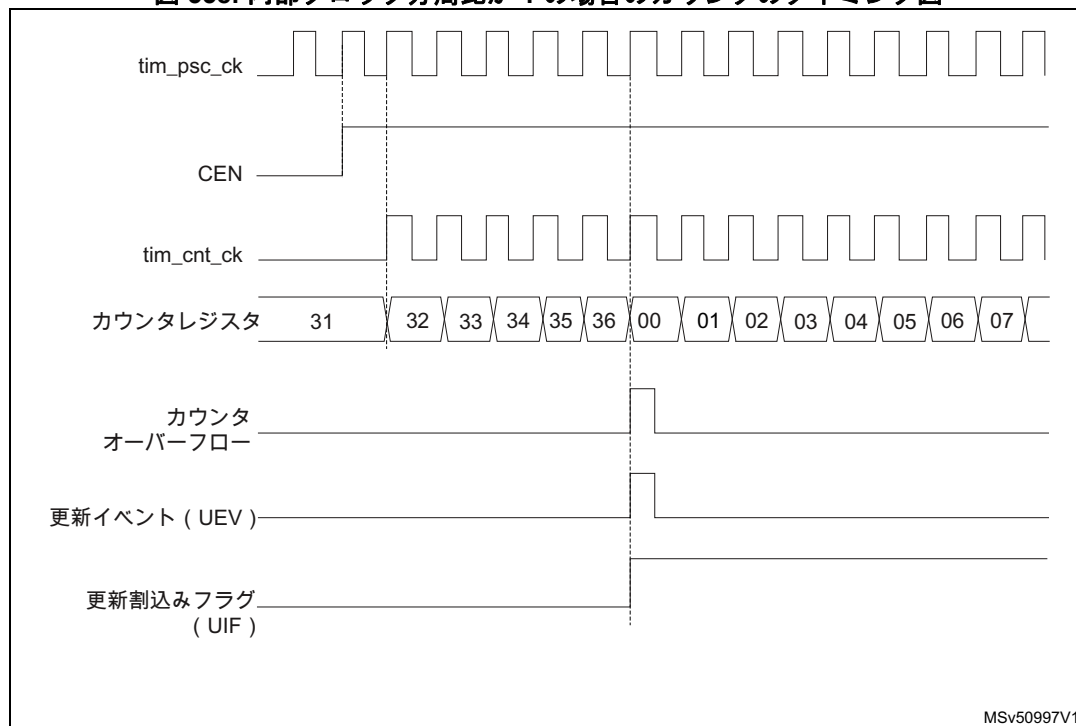 tim_psc_ck
CEN
tim_cnt_ck
カウンタレジスタ 31 32 33 34 35 36 00 01 02 03 04 05 06 07
カウンタ
オーバーフロー
更新イベント ( UEV )
更新割込みフラグ
( UIF )
MSv50997V1